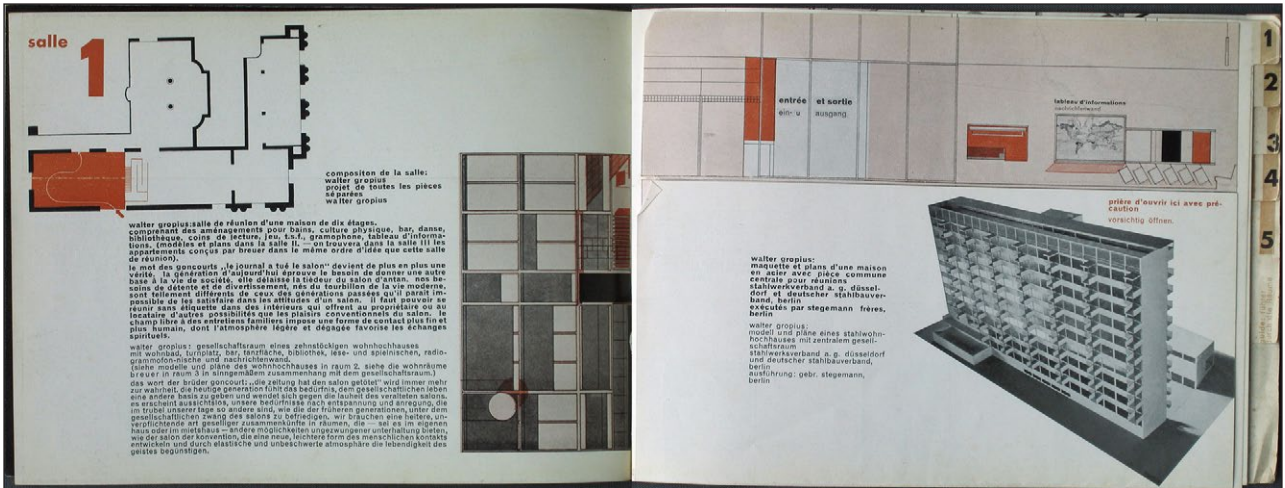 salle
1
compositon de la salle:
walter gropius
projet de toutes les pièces
séparées
walter gropius
walter gropius: salle de réunion d'une maison de dix étages.
comprenant des aménagements pour bains, culture physique, bar, danse,
bibliothèque, coins de lecture, jeu, t.s.f., gramophone, tableau d'informa-
tions. (modèles et plans dans la salle II, — on trouvera dans la salle III les
appartements conçus par breuer dans le même ordre d'idée que cette salle
de réunion).
le mot des goncourts „le journal a tué le salon" devient de plus en plus une
vérité, la génération d'aujourd'hui éprouve le besoin de donner une autre
base à la vie de société, elle délaisse la tiédeur du salon d'antan. nos be-
soins de détente et de divertissement, nés du tourbillon de la vie moderne,
sont tellement différents de ceux des générations passées qu'il paraît im-
possible de les satisfaire dans les attitudes d'un salon. il faut pouvoir se
réunir sans étiquette dans des intérieurs qui offrent au propriétaire ou au
locataire d'autres possibilités que les plaisirs conventionnels du salon. le
champ libre à des entretiens familiers impose une forme de contact plus fin et
plus humain, dont l'atmosphère légère et dégagée favorise les échanges
spirituels.
walter gropius: gesellschaftsraum eines zehnstöckigen wohnhochhauses
mit wohnbad, turnplatz, bar, tanzfläche, bibliothek, lese- und spielnischen, radio-
grammofon-nische und nachrichtenwand.
(siehe modelle und pläne des wohnhochhauses in raum 2, siehe die wohnräume
breuer in raum 3 in sinngemäßem zusammenhang mit dem gesellschaftsraum.)
das wort der brüder goncourt: „die zeitung hat den salon getötet" wird immer mehr
zur wahrheit. die heutige generation fühlt das bedürfnis, dem gesellschaftlichen leben
eine andere basis zu geben und wendet sich gegen die lauheit des veralteten salons.
es erscheint aussichtslos, unsere bedürfnisse nach entspannung und anregung, die
im trubel unserer tage so anders sind, wie die der früheren generationen, unter dem
gesellschaftlichen zwang des salons zu befriedigen. wir brauchen eine heitere, un-
verpflichtende art geselliger zusammenkünfte in räumen, die — sei es im eigenen
haus oder im mietshaus — andere möglichkeiten ungezwungener unterhaltung bieten,
wie der salon der konvention, die eine neue, leichtere form des menschlichen kontakts
entwickeln und durch elastische und unbeschwerte atmosphäre die lebendigkeit des
geistes begünstigen.
entrée et sortie
ein- u ausgang
tableau d'informations
nachrichtenwand
prière d'ouvrir ici avec pré-
caution
vorsichtig öffnen.
walter gropius:
maquette et plans d'une maison
en acier avec pièce commune
centrale pour réunions
stahlwerkverband a. g. düssel-
dorf et deutscher stahlbauver-
band, berlin
exécutés par stegemann frères,
berlin
walter gropius:
modell und pläne eines stahlwohn-
hochhauses mit zentralem gesell-
schaftsraum
stahlwerksverband a. g. düsseldorf
und deutscher stahlbauverband,
berlin
ausführung: gebr. stegemann,
berlin
1
2
3
4
5